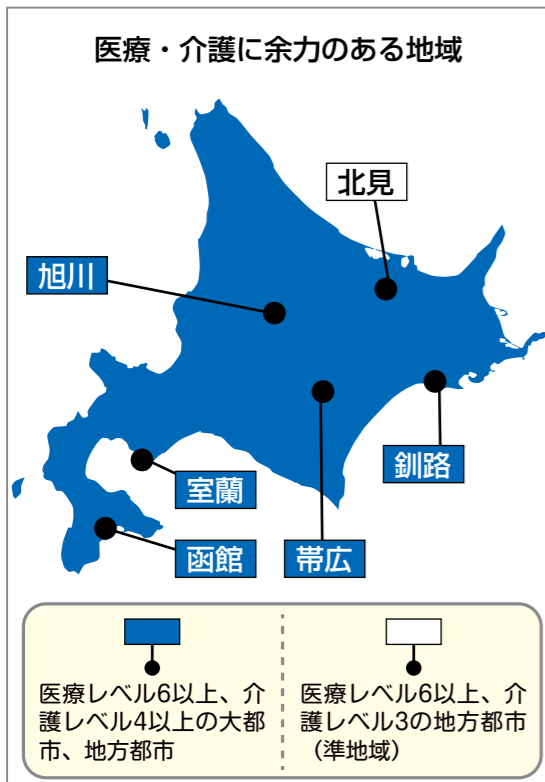 医療・介護に余力のある地域
北見
旭川
釧路
室蘭
函館
帯広
医療レベル6以上、介
護レベル4以上の大都
市、地方都市
医療レベル6以上、介
護レベル3の地方都市
（準地域）